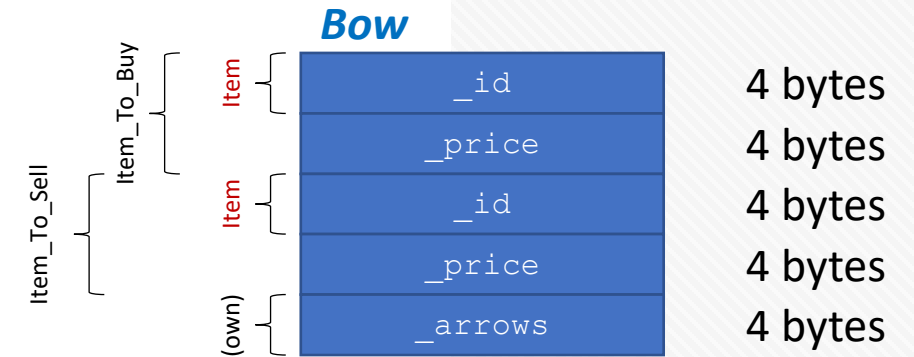 Bow
Item_To_Buy
Item
_id
4 bytes
_price
4 bytes
Item_To_Sell
Item
_id
4 bytes
_price
4 bytes
(own)
_arrows
4 bytes